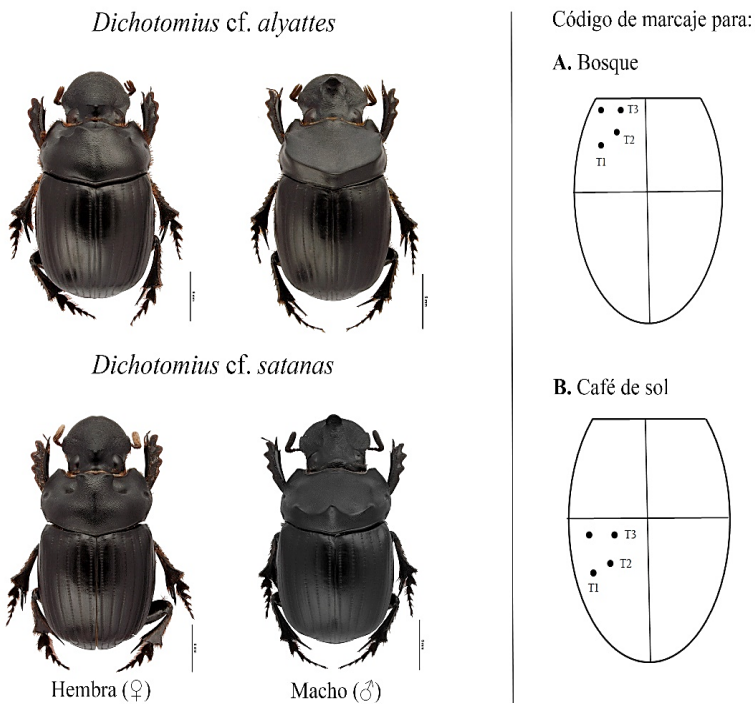 Dichotomius cf. alyattes
Dichotomius cf. satanas
Hembra (♀)
Macho (♂)
Código de marcaje para:
A. Bosque
T3
T2
T1
B. Café de sol
T3
T2
T1